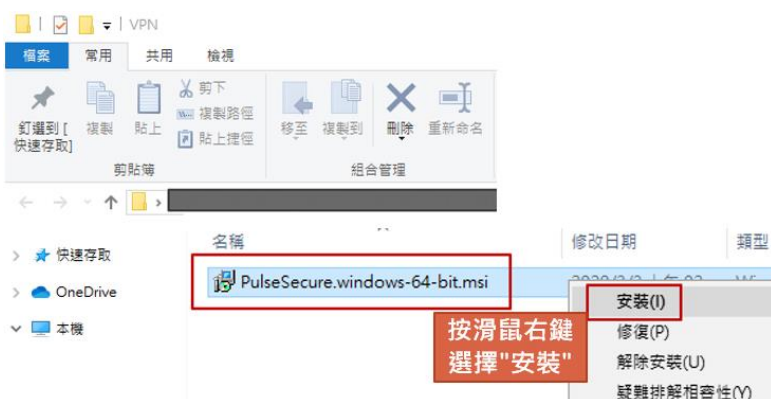 VPN
檔案 常用 共用 檢視
釘選到 [
快速存取]
複製
貼上
剪下
複製路徑
貼上捷徑
移至
複製到
刪除
重新命名
剪貼簿
組合管理
名稱
修改日期
類型
快速存取
PulseSecure.windows-64-bit.msi
OneDrive
本機
安裝(I)
修復(P)
解除安裝(U)
疑難排解相容性(Y)
按滑鼠右鍵
選擇"安裝"